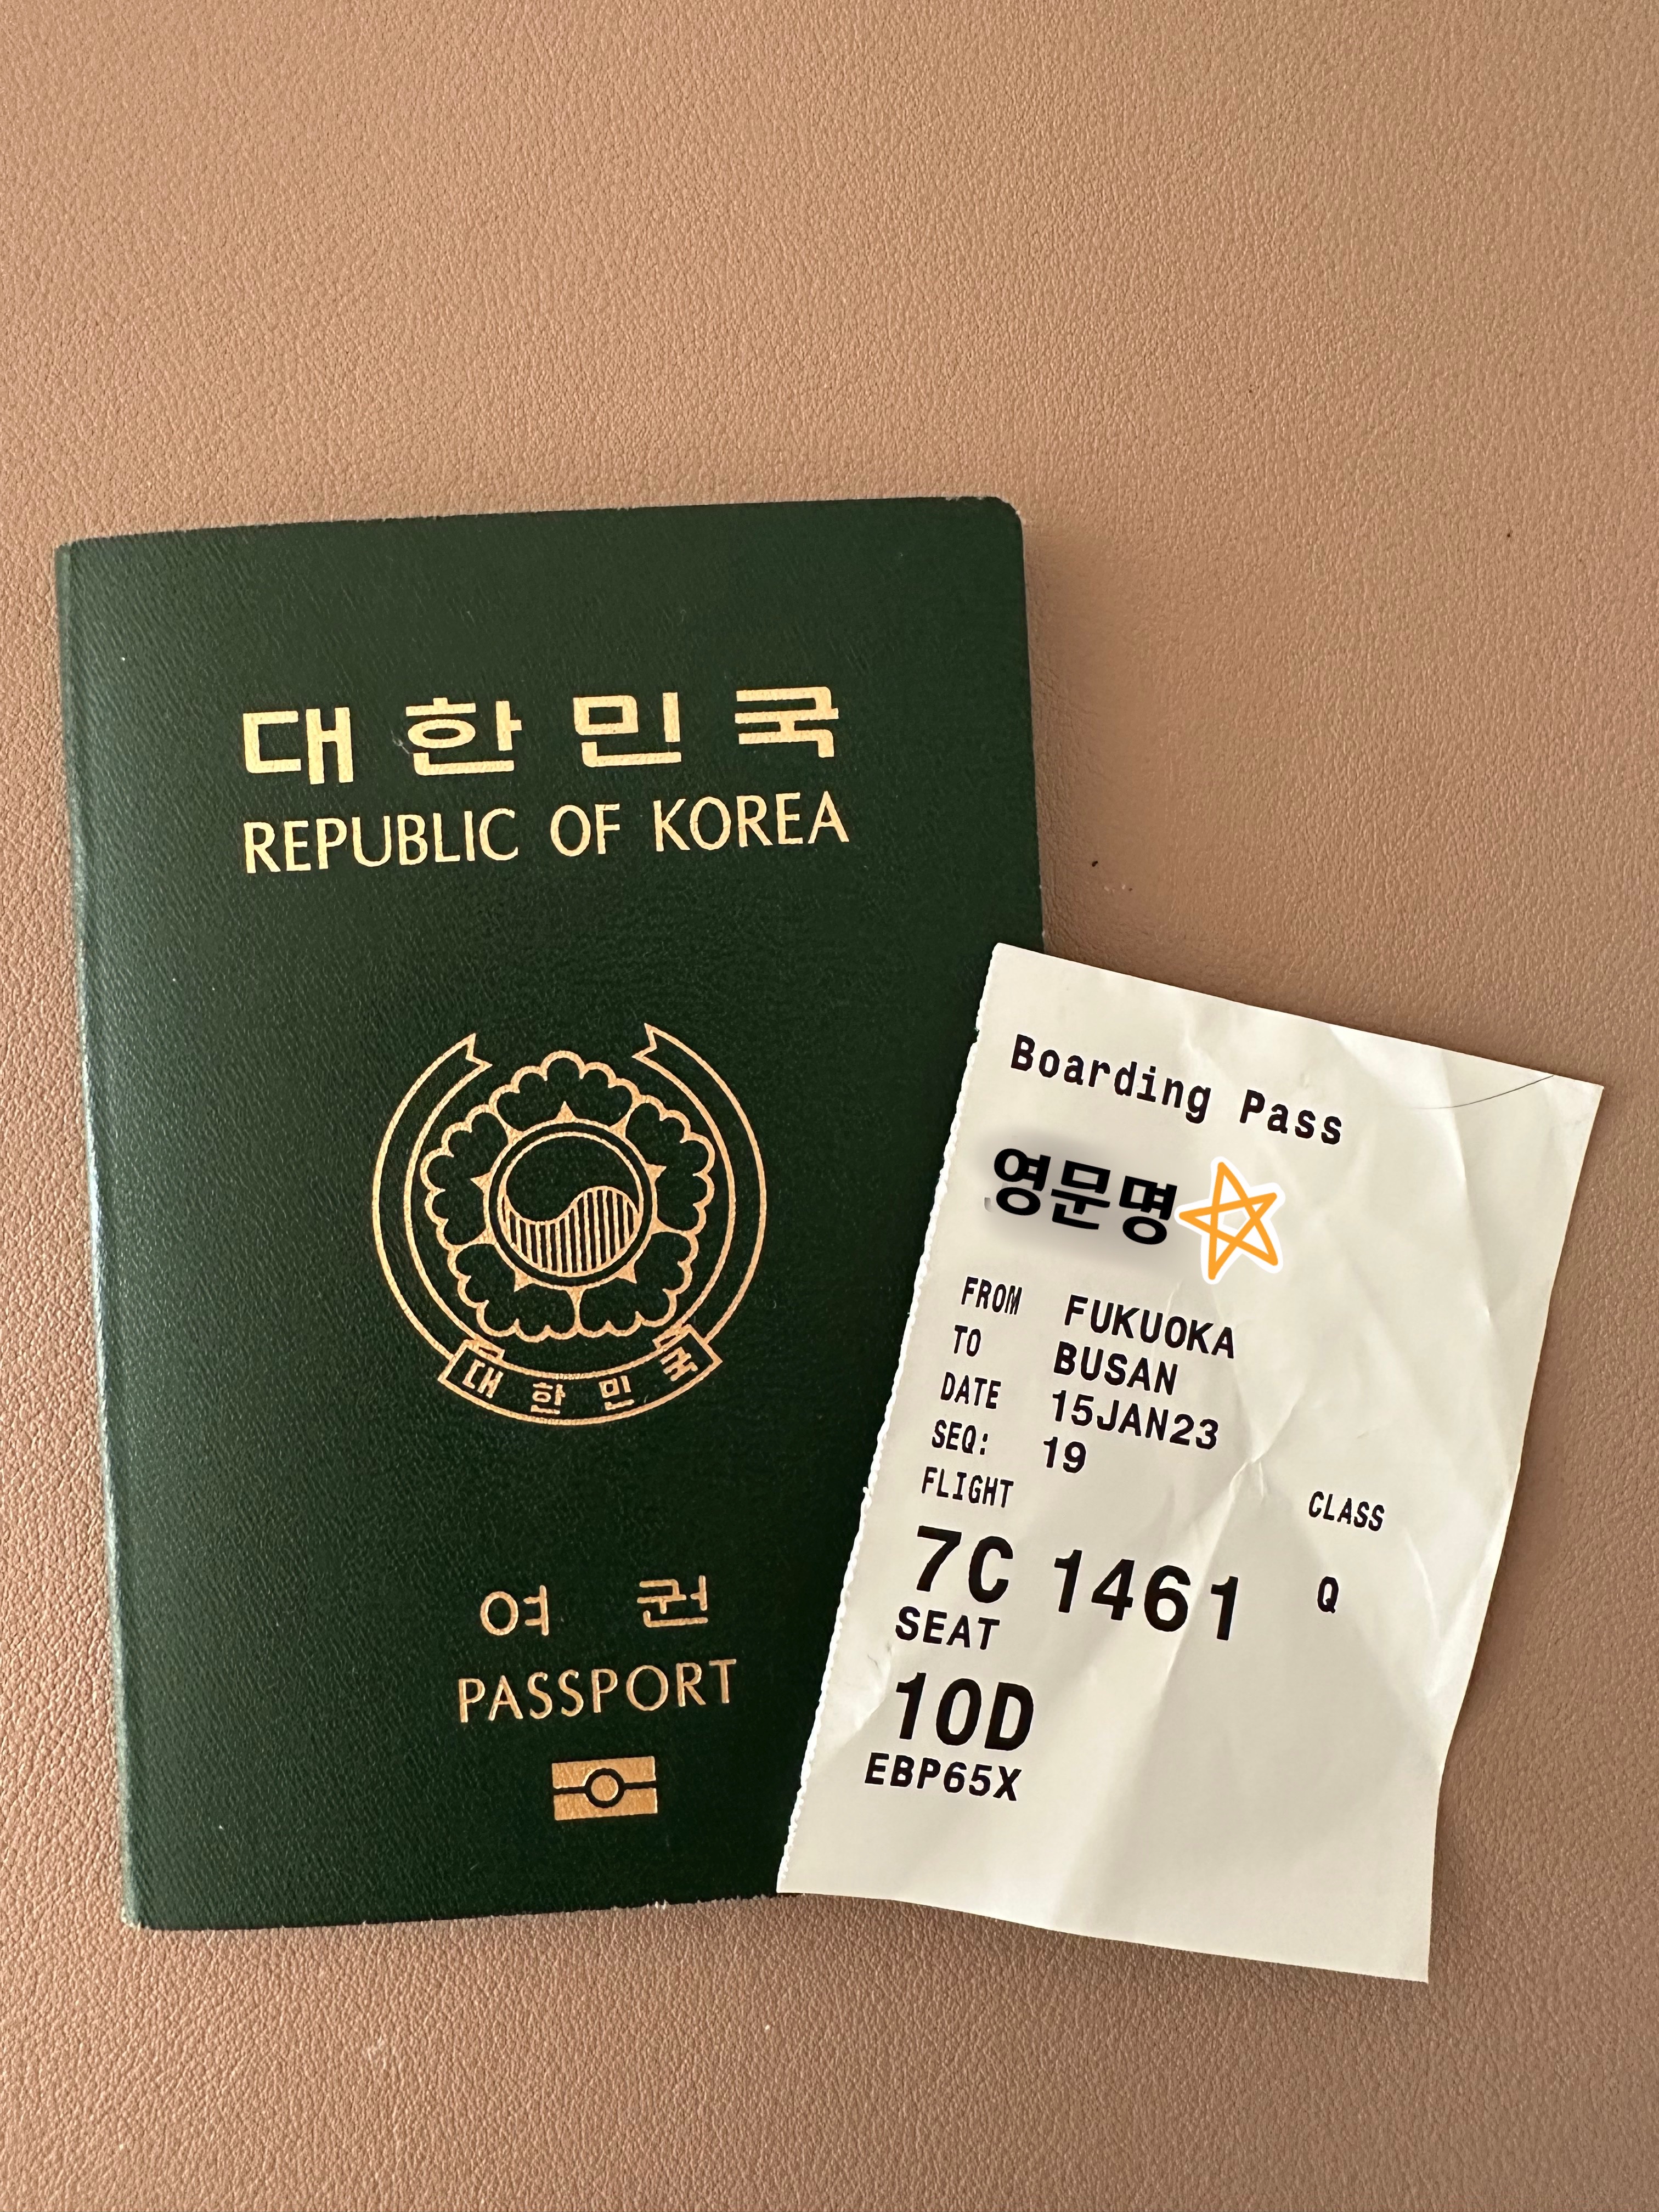 대한민국
REPUBLIC OF KOREA
대한민국
여권
PASSPORT
Boarding Pass
영문명
FROM FUKUOKA
TO BUSAN
DATE 15JAN23
SEQ: 19
FLIGHT CLASS
7C 1461 Q
SEAT
10D
EBP65X